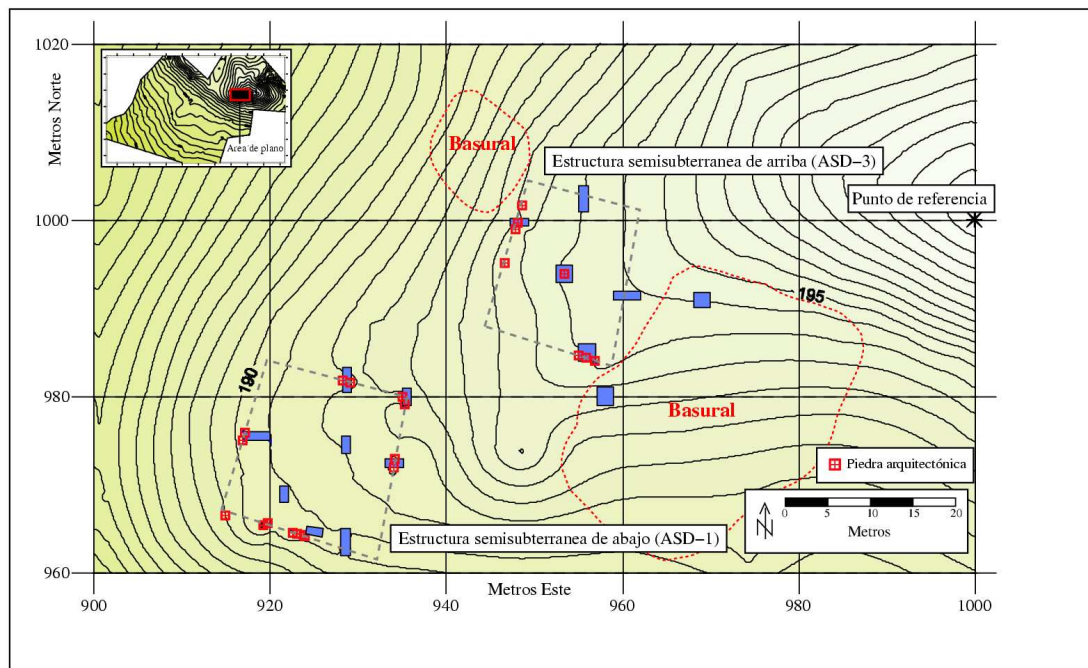 1020
1000
980
960
Metros Norte
Area de plano
Basural
Estructura semisubterranea de arriba (ASD-3)
Punto de referencia
195
190
Basural
Piedra arquitectónica
N
0 5 10 15 20
Metros
Estructura semisubterranea de abajo (ASD-1)
Metros Este
900 920 940 960 980 1000